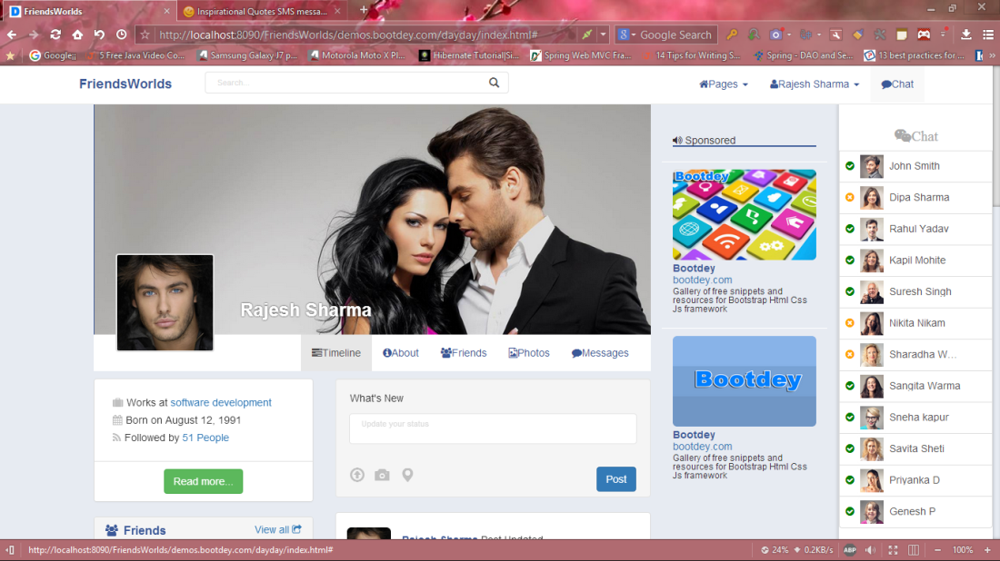 FriendsWorlds
Inspirational Quotes SMS messa...
http://localhost:8090/FriendsWorlds/demos.bootdey.com/dayday/index.html#
Google Search
Google
5 Free Java Video Co...
Samsung Galaxy J7 p...
Motorola Moto X Pl...
Hibernate Tutorial|Si...
Spring Web MVC Fra...
14 Tips for Writing S...
Spring - DAO and Se...
13 best practices for ...
FriendsWorlds
Search...
Pages
Rajesh Sharma
Chat
Rajesh Sharma
Timeline
About
Friends
Photos
Messages
Works at software development
Born on August 12, 1991
Followed by 51 People
Read more...
Friends
View all
What's New
Update your status
Post
Rajesh Sharma Post Updated
Sponsored
Bootdey
Bootdey
bootdey.com
Gallery of free snippets and
resources for Bootstrap Html Css
Js framework
Bootdey
Bootdey
bootdey.com
Gallery of free snippets and
resources for Bootstrap Html Css
Js framework
Chat
John Smith
Dipa Sharma
Rahul Yadav
Kapil Mohite
Suresh Singh
Nikita Nikam
Sharadha W...
Sangita Warma
Sneha kapur
Savita Sheti
Priyanka D
Genesh P
http://localhost:8090/FriendsWorlds/demos.bootdey.com/dayday/index.html#
24%
0.2KB/s
ABP
100%